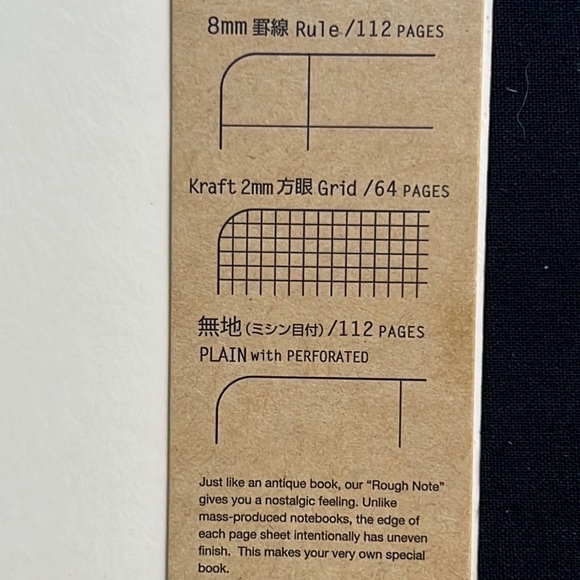 8mm 罫線 Rule /112 PAGES
Kraft 2mm 方眼 Grid /64 PAGES
無地(ミシン目付)/112 PAGES
PLAIN with PERFORATED
Just like an antique book, our “Rough Note”
gives you a nostalgic feeling. Unlike
mass-produced notebooks, the edge of
each page sheet intentionally has uneven
finish.  This makes your very own special
book.